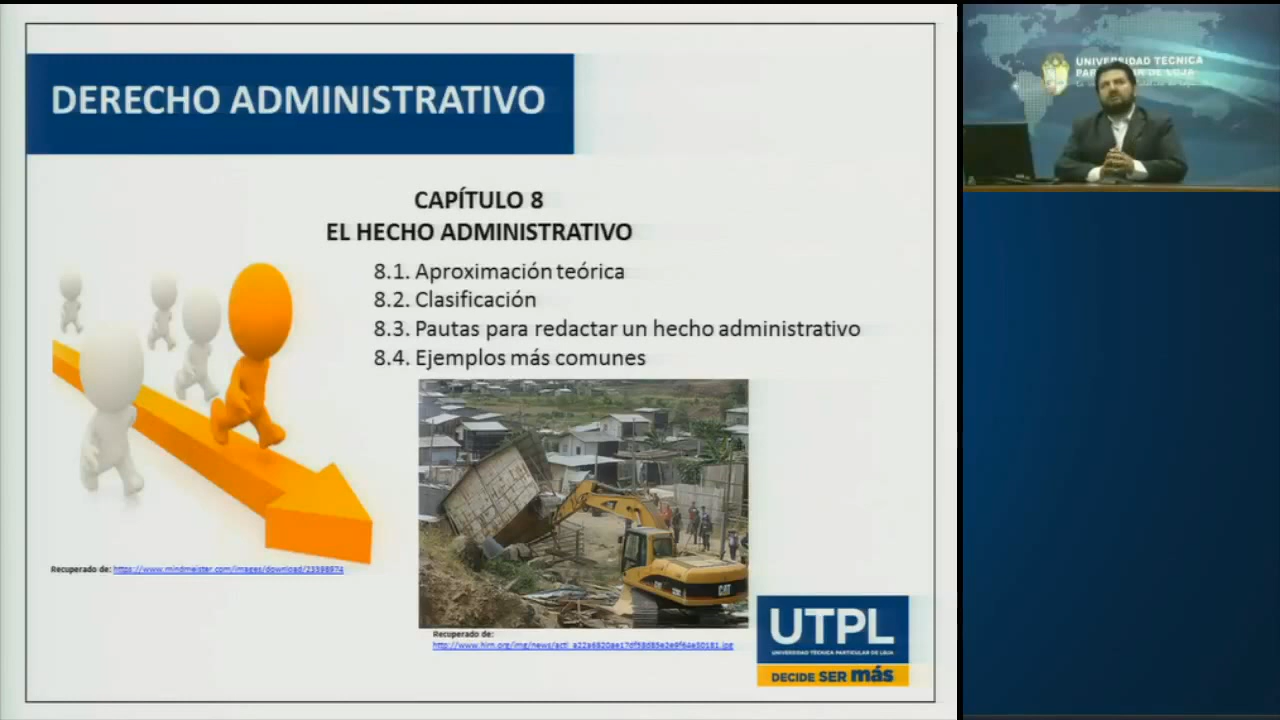 DERECHO ADMINISTRATIVO
CAPÍTULO 8
EL HECHO ADMINISTRATIVO
8.1. Aproximación teórica
8.2. Clasificación
8.3. Pautas para redactar un hecho administrativo
8.4. Ejemplos más comunes
Recuperado de: https://www.mindmeister.com/images/download/23398974
CAT
Recuperado de:
UTPL
UNIVERSIDAD TÉCNICA PARTICULAR DE LOJA
DECIDE SER más
UNIVERSIDAD TÉCNICA
PARTICULAR DE LOJA